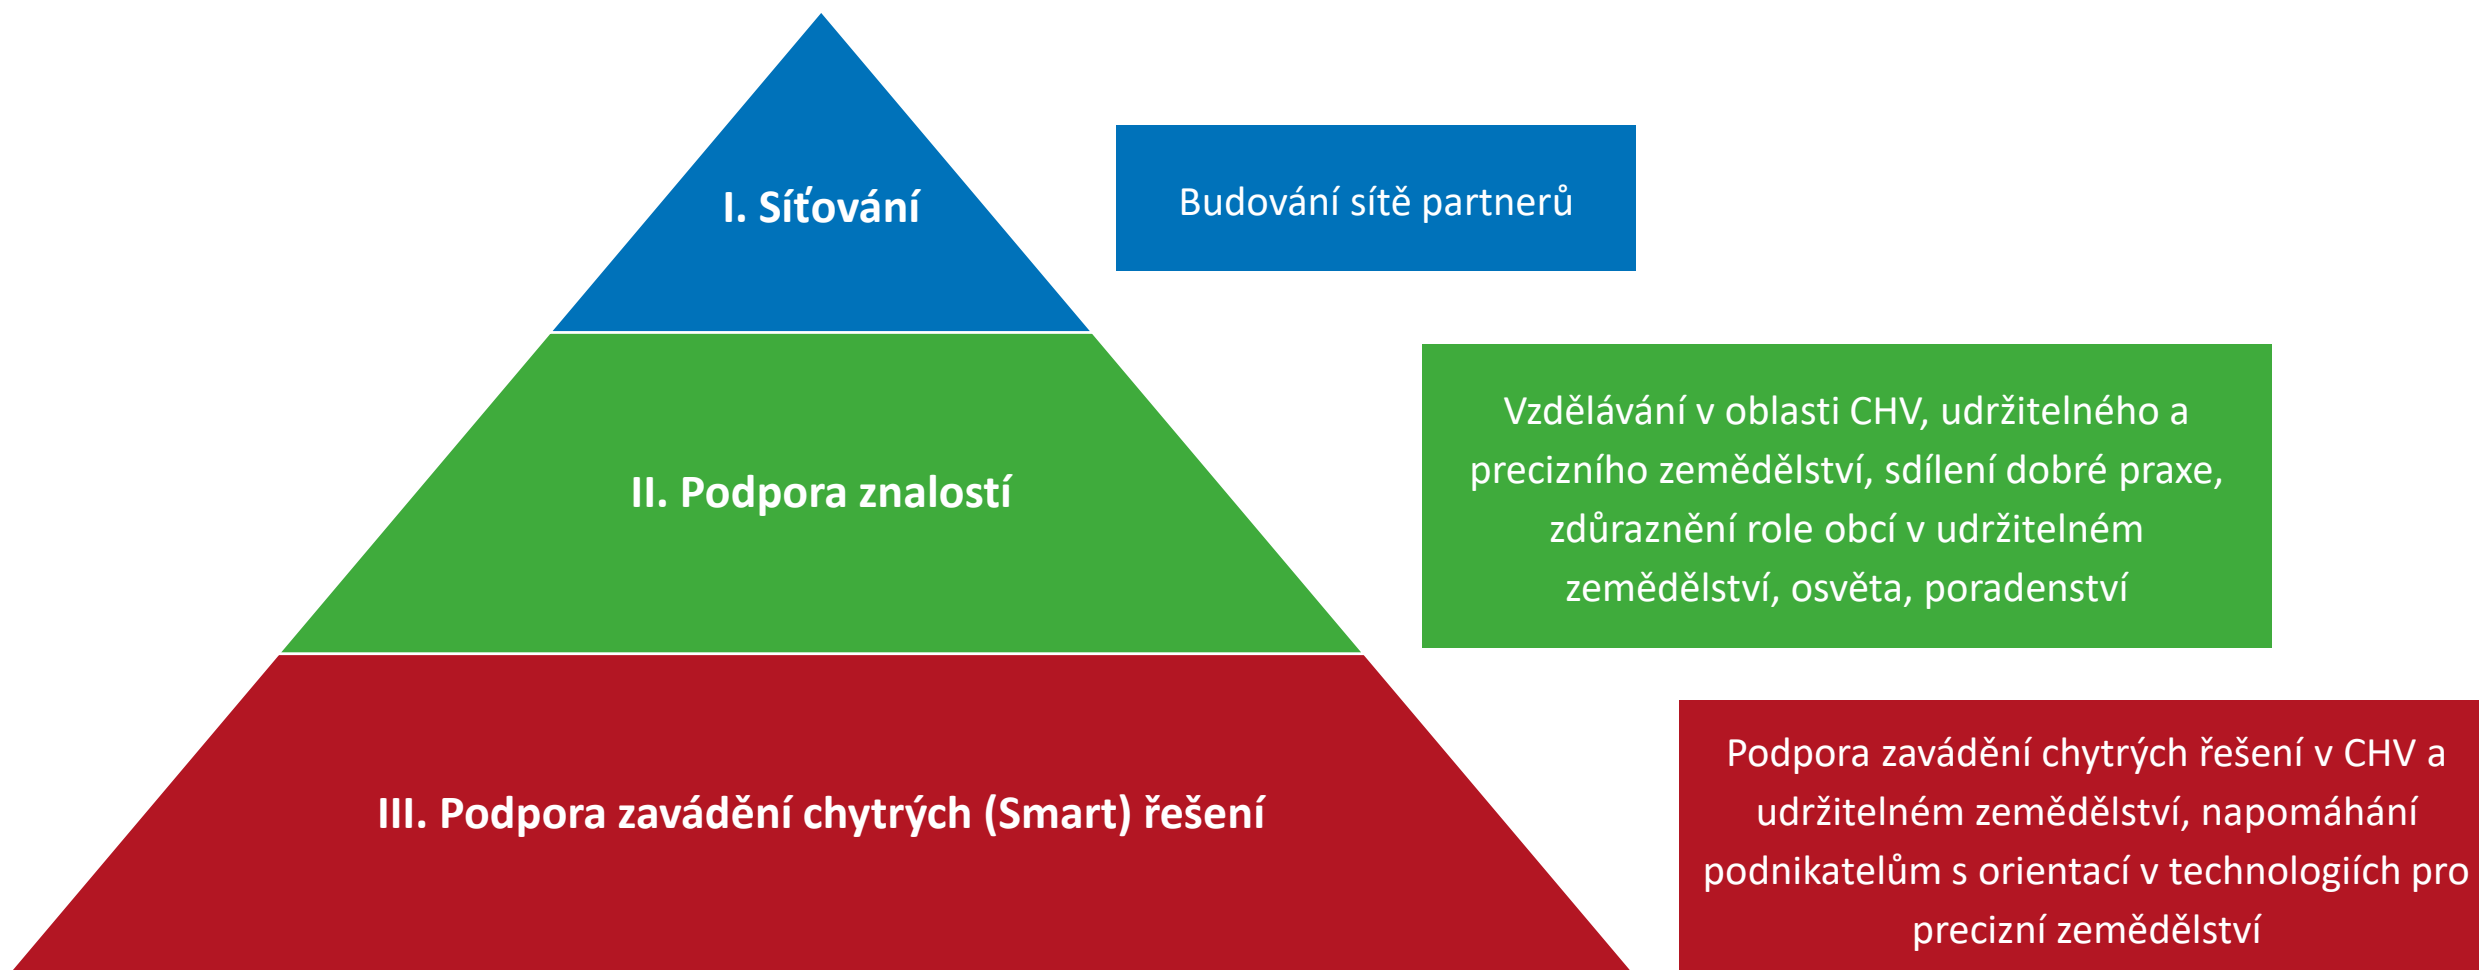 I. Síťování
Budování sítě partnerů
II. Podpora znalostí
Vzdělávání v oblasti CHV, udržitelného a
precizního zemědělství, sdílení dobré praxe,
zdůraznění role obcí v udržitelném
zemědělství, osvěta, poradenství
III. Podpora zavádění chytrých (Smart) řešení
Podpora zavádění chytrých řešení v CHV a
udržitelném zemědělství, napomáhání
podnikatelům s orientací v technologiích pro
precizní zemědělství